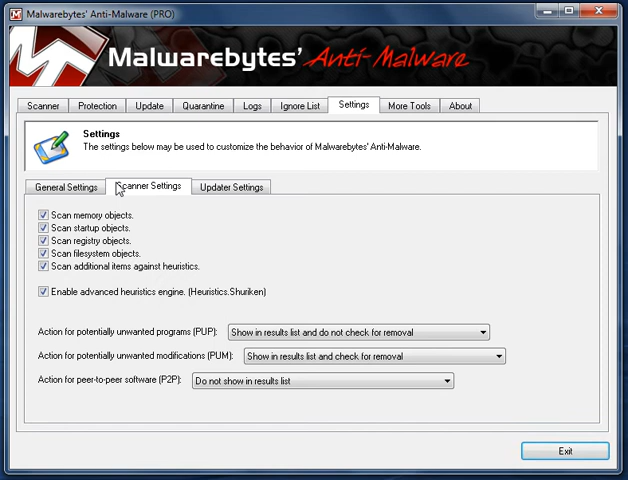 Malwarebytes' Anti-Malware (PRO)
Malwarebytes' Anti-Malware
Scanner Protection Update Quarantine Logs Ignore List Settings More Tools About
Settings
The settings below may be used to customize the behavior of Malwarebytes' Anti-Malware.
General Settings Scanner Settings Updater Settings
Scan memory objects.
Scan startup objects.
Scan registry objects.
Scan filesystem objects.
Scan additional items against heuristics.
Enable advanced heuristics engine. (Heuristics.Shuriken)
Action for potentially unwanted programs (PUP): Show in results list and do not check for removal
Action for potentially unwanted modifications (PUM): Show in results list and check for removal
Action for peer-to-peer software (P2P): Do not show in results list
Exit